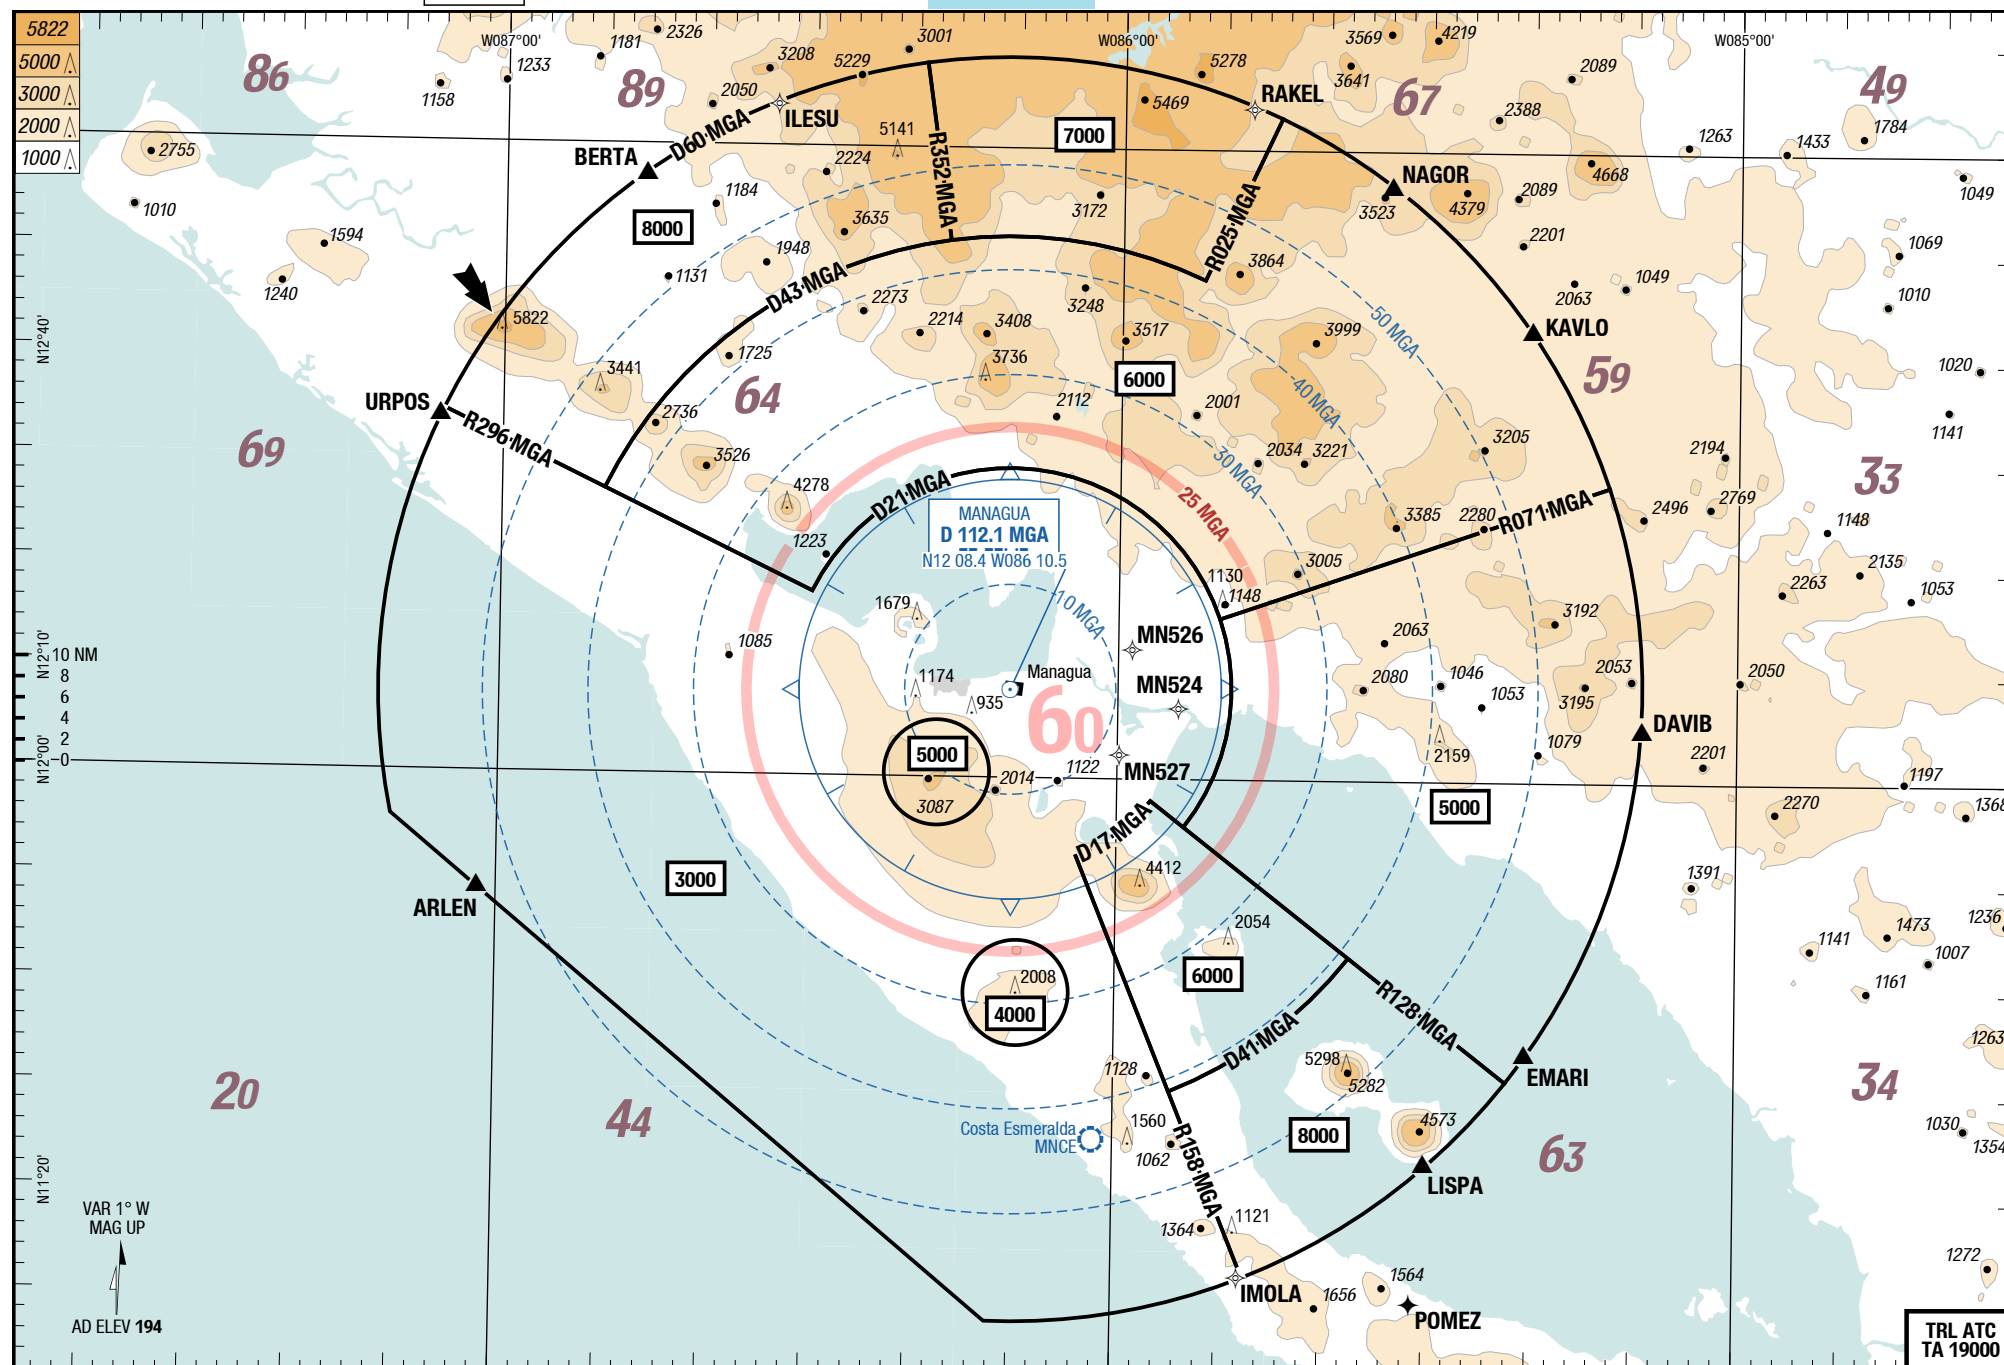 5822
5000
3000
2000
1000
W087°00'
W086°00'
W085°00'
86
89
67
49
1158
1233
1181
2326
3208
5229
3001
5278
3569
4219
3641
2089
2388
1263
1433
1784
1049
2755
1010
1594
1240
2050
ILESU
D60·MGA
BERTA
2224
5141
R352·MGA
5469
7000
RAKEL
NAGOR
3523
4379
2089
4668
2201
1069
1184
8000
3635
3172
R025·MGA
3864
1948
1131
D43·MGA
2273
3248
2063
1049
1010
N12°40'
5822
3441
1725
2214
3408
3736
3517
3999
50 MGA
KAVLO
59
1020
URPOS
R296·MGA
2736
64
6000
40 MGA
2112
2001
1141
69
3526
4278
2034
3221
30 MGA
3205
2194
33
D21·MGA
25 MGA
3385
2280
R071·MGA
2496
2769
1148
MANAGUA
D 112.1 MGA
N12 08.4 W086 10.5
1223
1130
1148
3005
2263
2135
1053
1679
10 MGA
MN526
2063
3192
N12°10'
10 NM
8
6
4
2
0
N12°00'
1085
1174
935
Managua
MN524
60
2080
1046
1053
3195
2053
2050
DAVIB
5000
3087
2014
1122
MN527
2159
1079
2201
1197
5000
2270
1368
D17·MGA
4412
3000
ARLEN
1391
2054
6000
1473
1236
1141
1007
1161
2008
4000
R128·MGA
D41·MGA
1263
5298
5282
EMARI
34
20
44
1128
1560
1062
Costa Esmeralda
MNCE
R158·MGA
8000
4573
63
LISPA
1030
1354
N11°20'
VAR 1° W
MAG UP
AD ELEV 194
1364
1121
IMOLA
1656
1564
POMEZ
1272
TRL ATC
TA 19000